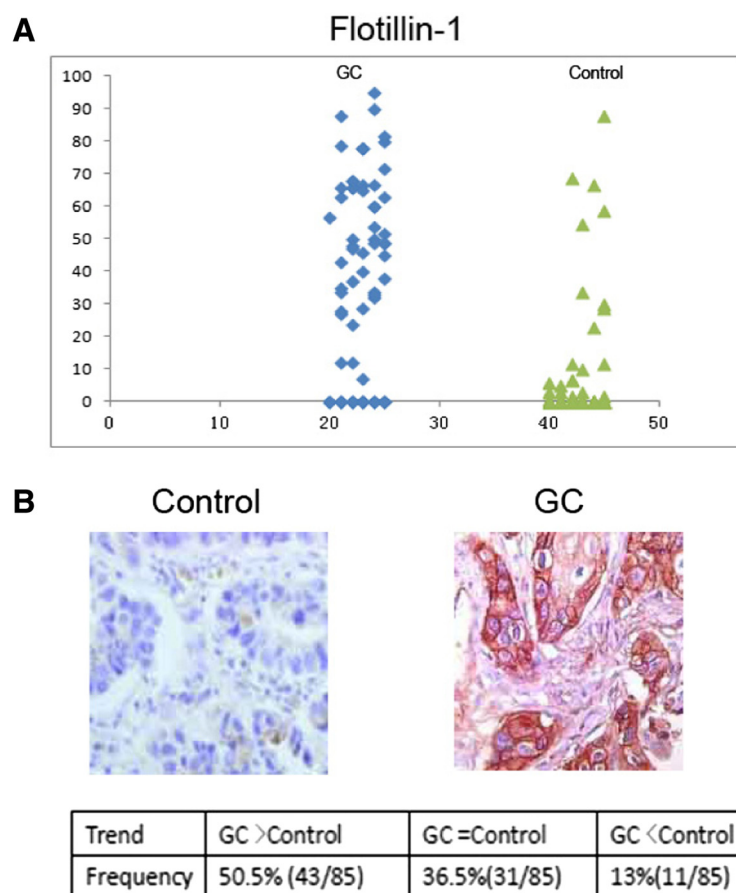 A
Flotillin-1
GC Control
100
90
80
70
60
50
40
30
20
10
0
0 10 20 30 40 50
B
Control GC
Trend GC >Control GC =Control GC <Control
Frequency 50.5% (43/85) 36.5%(31/85) 13%(11/85)